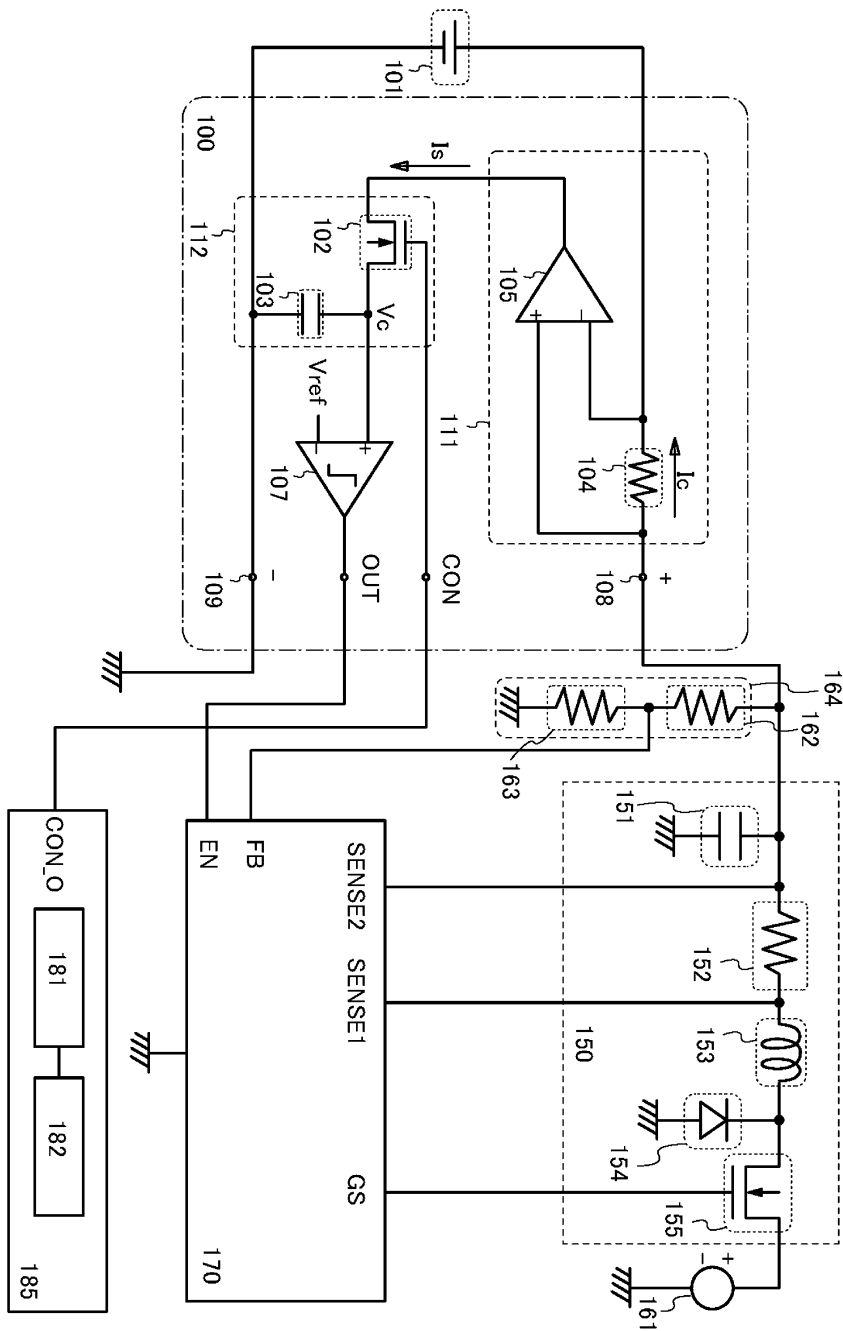 101
100
Is
112
102
103
Vc
Vref
105
+
−
111
104
Ic
+
−
107
109
−
OUT
CON
108
+
164
162
163
151
152
153
150
154
155
+
−
161
EN
FB
SENSE2
SENSE1
GS
170
CON_O
181
182
185